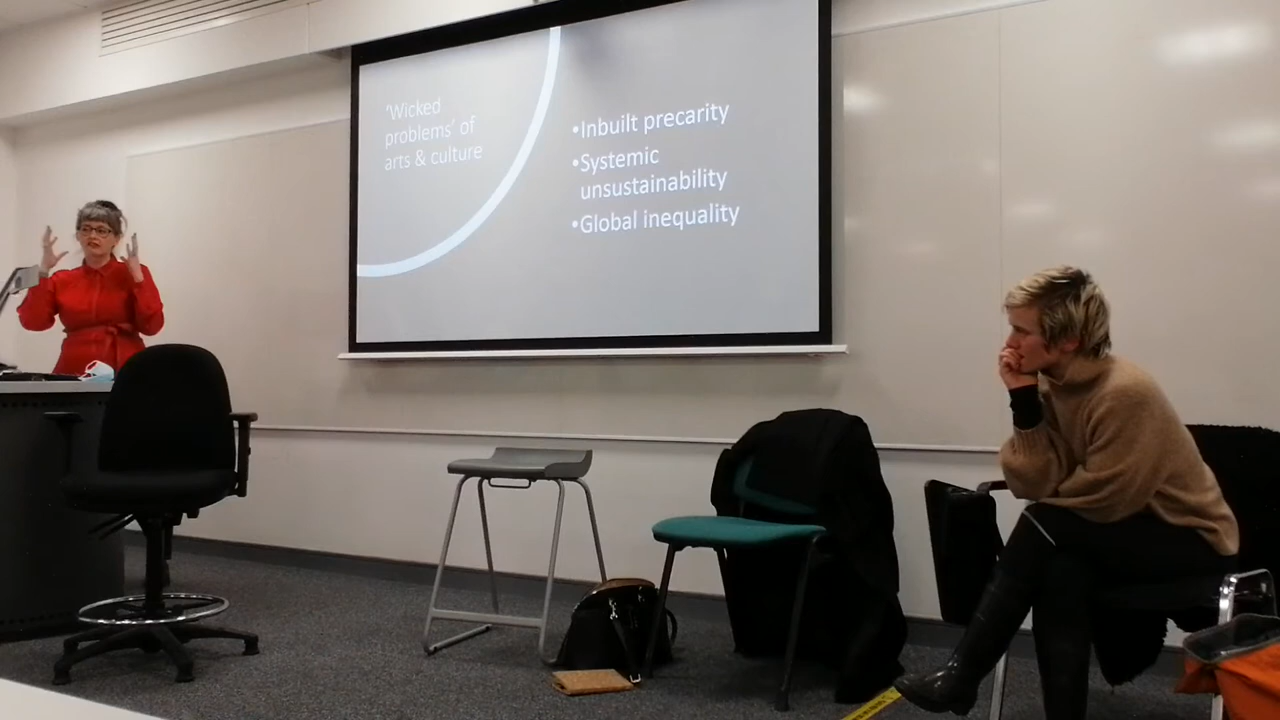 ‘Wicked
problems’ of
arts & culture
•Inbuilt precarity
•Systemic
unsustainability
•Global inequality